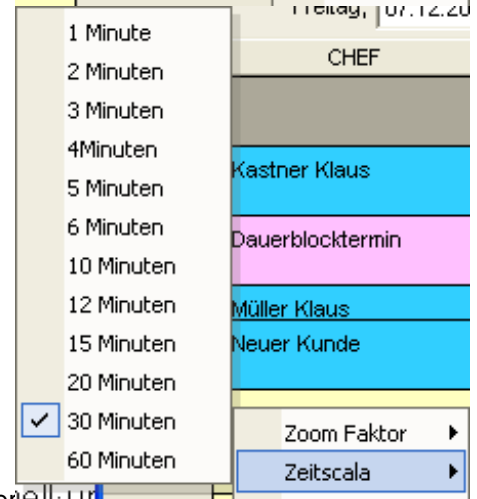 1 Minute
2 Minuten
3 Minuten
4Minuten
5 Minuten
6 Minuten
10 Minuten
12 Minuten
15 Minuten
20 Minuten
30 Minuten
60 Minuten
Freitag, 07.12.20
CHEF
Kastner Klaus
Dauerblocktermin
Müller Klaus
Neuer Kunde
Zoom Faktor
Zeitscala